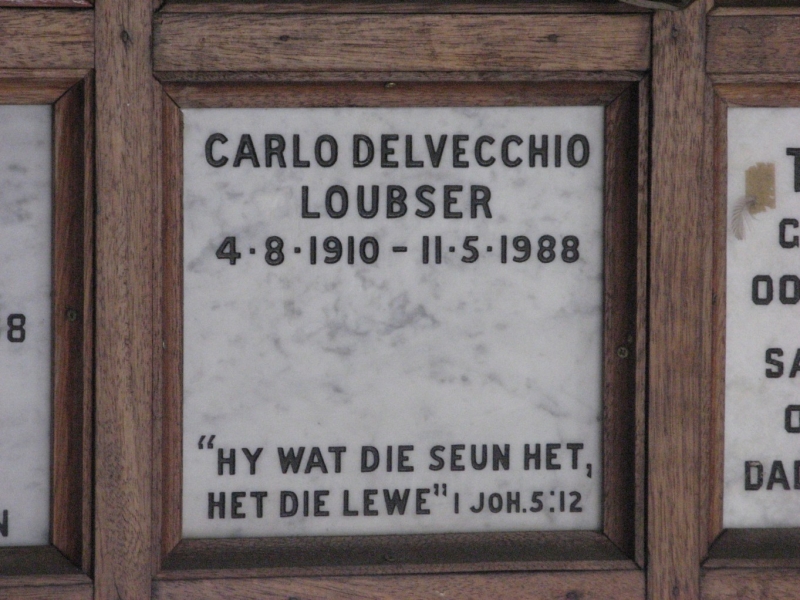 CARLO DELVECCHIO
LOUBSER
4·8·1910 – 11·5·1988
"HY WAT DIE SEUN HET,
HET DIE LEWE" I JOH.5:12